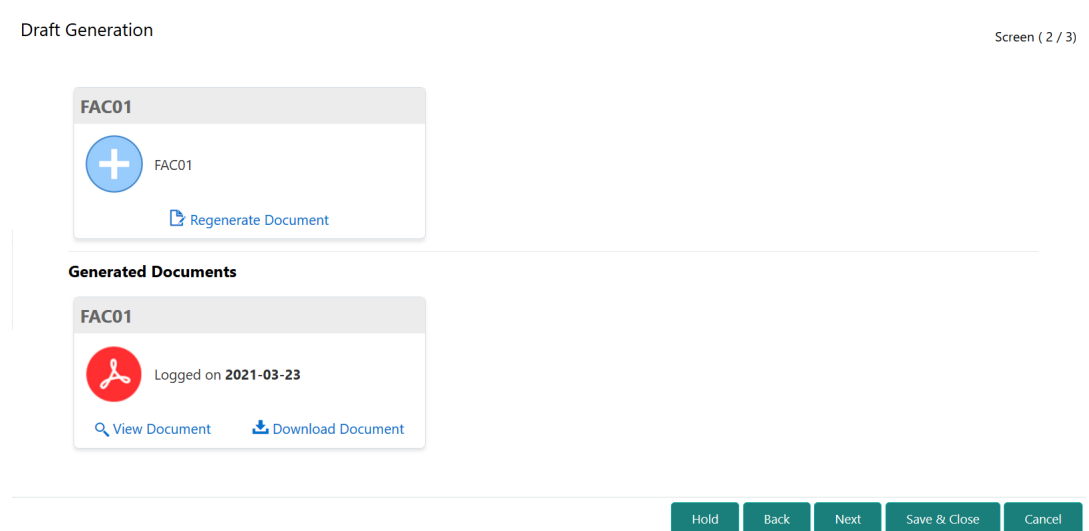 Draft Generation
Screen ( 2 / 3)
FAC01
FAC01
Regenerate Document
Generated Documents
FAC01
Logged on 2021-03-23
View Document Download Document
Hold Back Next Save & Close Cancel